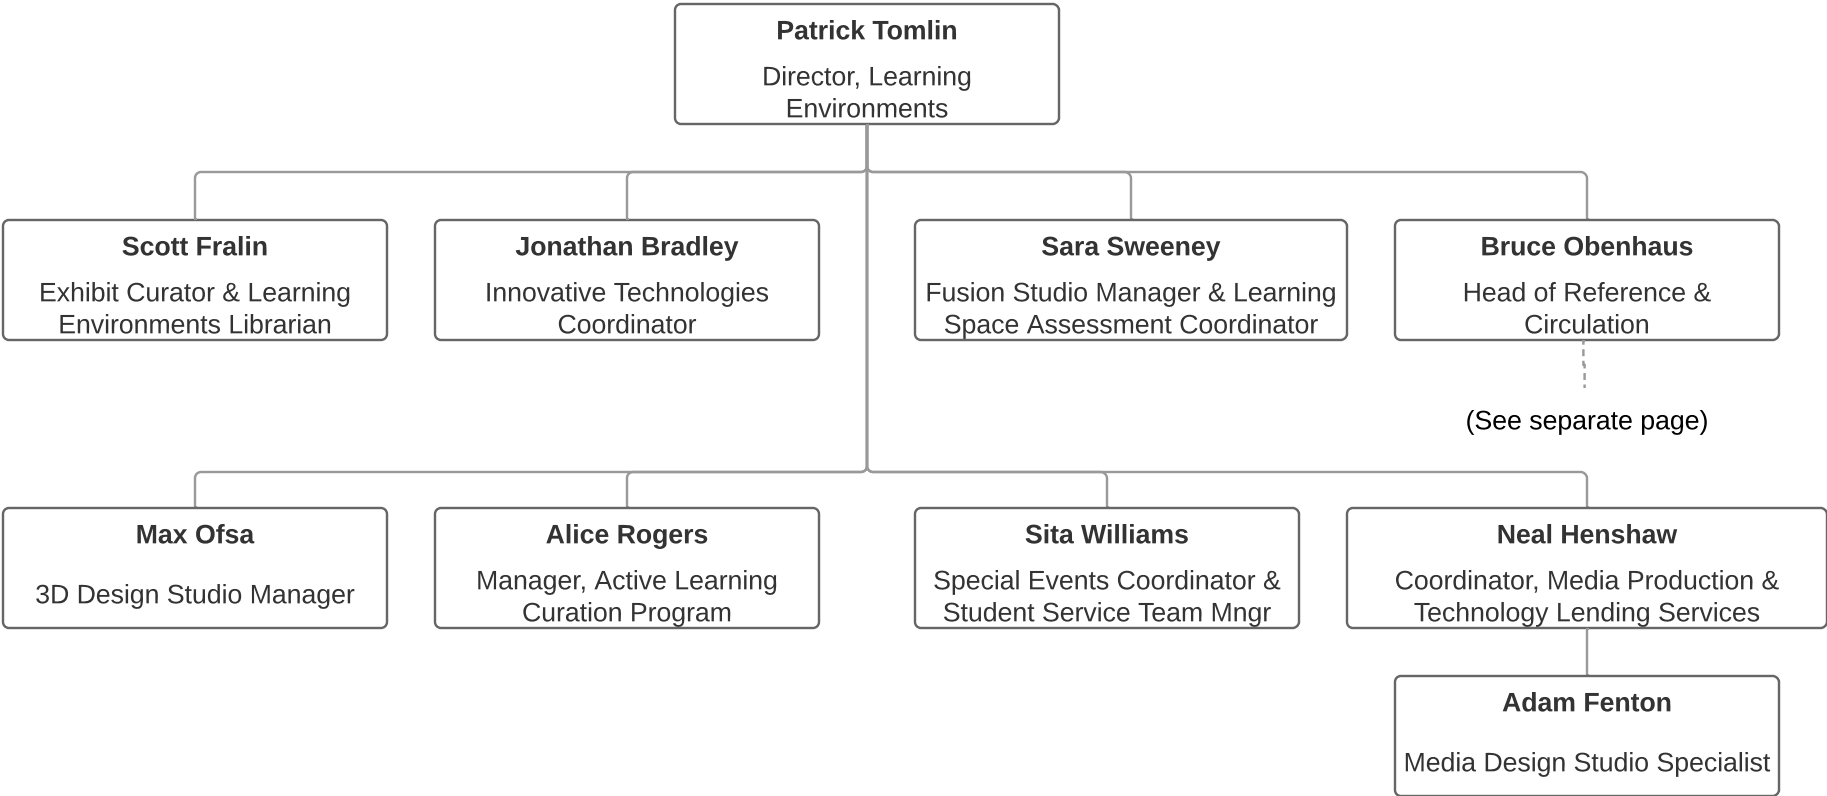 Patrick Tomlin
Director, Learning
Environments
Scott Fralin
Exhibit Curator & Learning
Environments Librarian
Jonathan Bradley
Innovative Technologies
Coordinator
Sara Sweeney
Fusion Studio Manager & Learning
Space Assessment Coordinator
Bruce Obenhaus
Head of Reference &
Circulation
(See separate page)
Max Ofsa
3D Design Studio Manager
Alice Rogers
Manager, Active Learning
Curation Program
Sita Williams
Special Events Coordinator &
Student Service Team Mngr
Neal Henshaw
Coordinator, Media Production &
Technology Lending Services
Adam Fenton
Media Design Studio Specialist